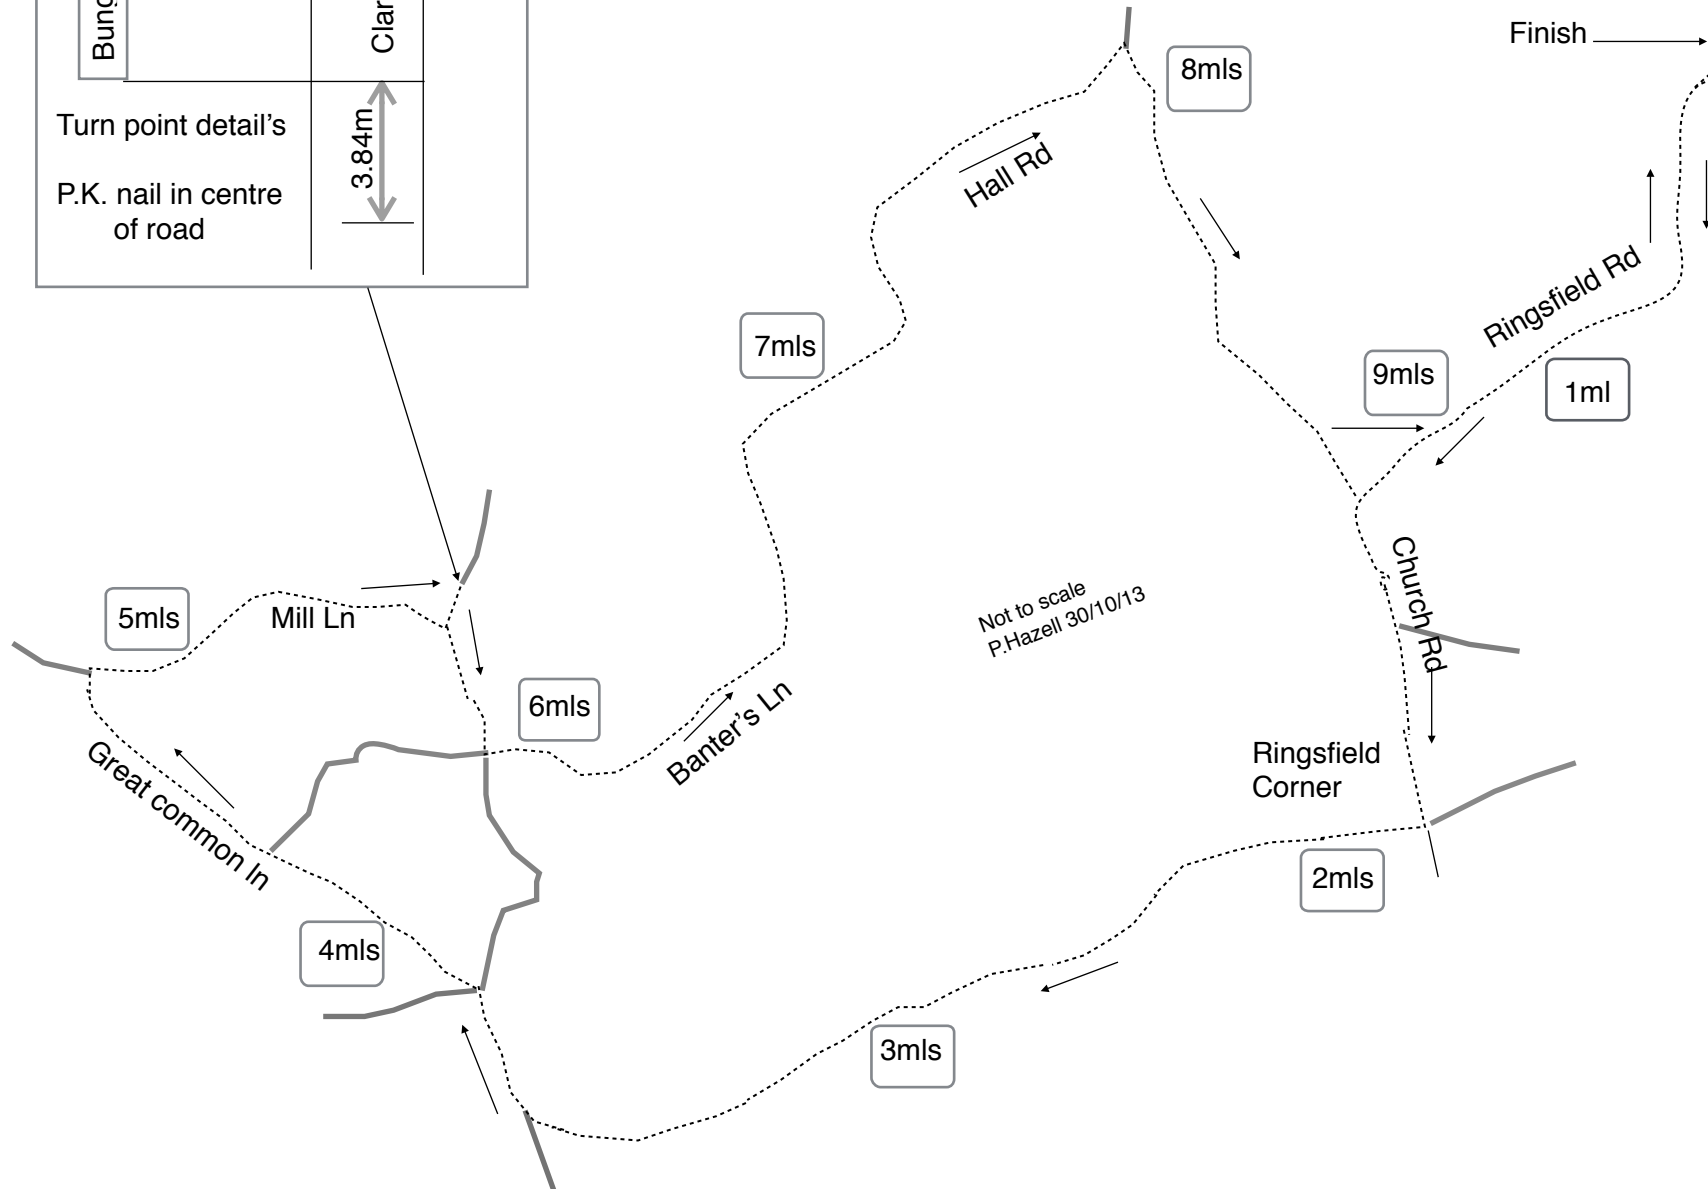 Turn point detail's
P.K. nail in centre
of road
3.84m
Finish
8mls
Hall Rd
Ringsfield Rd
7mls
9mls
1ml
Not to scale
P.Hazell 30/10/13
Church Rd
5mls
Mill Ln
6mls
Banter's Ln
Great common ln
Ringsfield
Corner
2mls
4mls
3mls